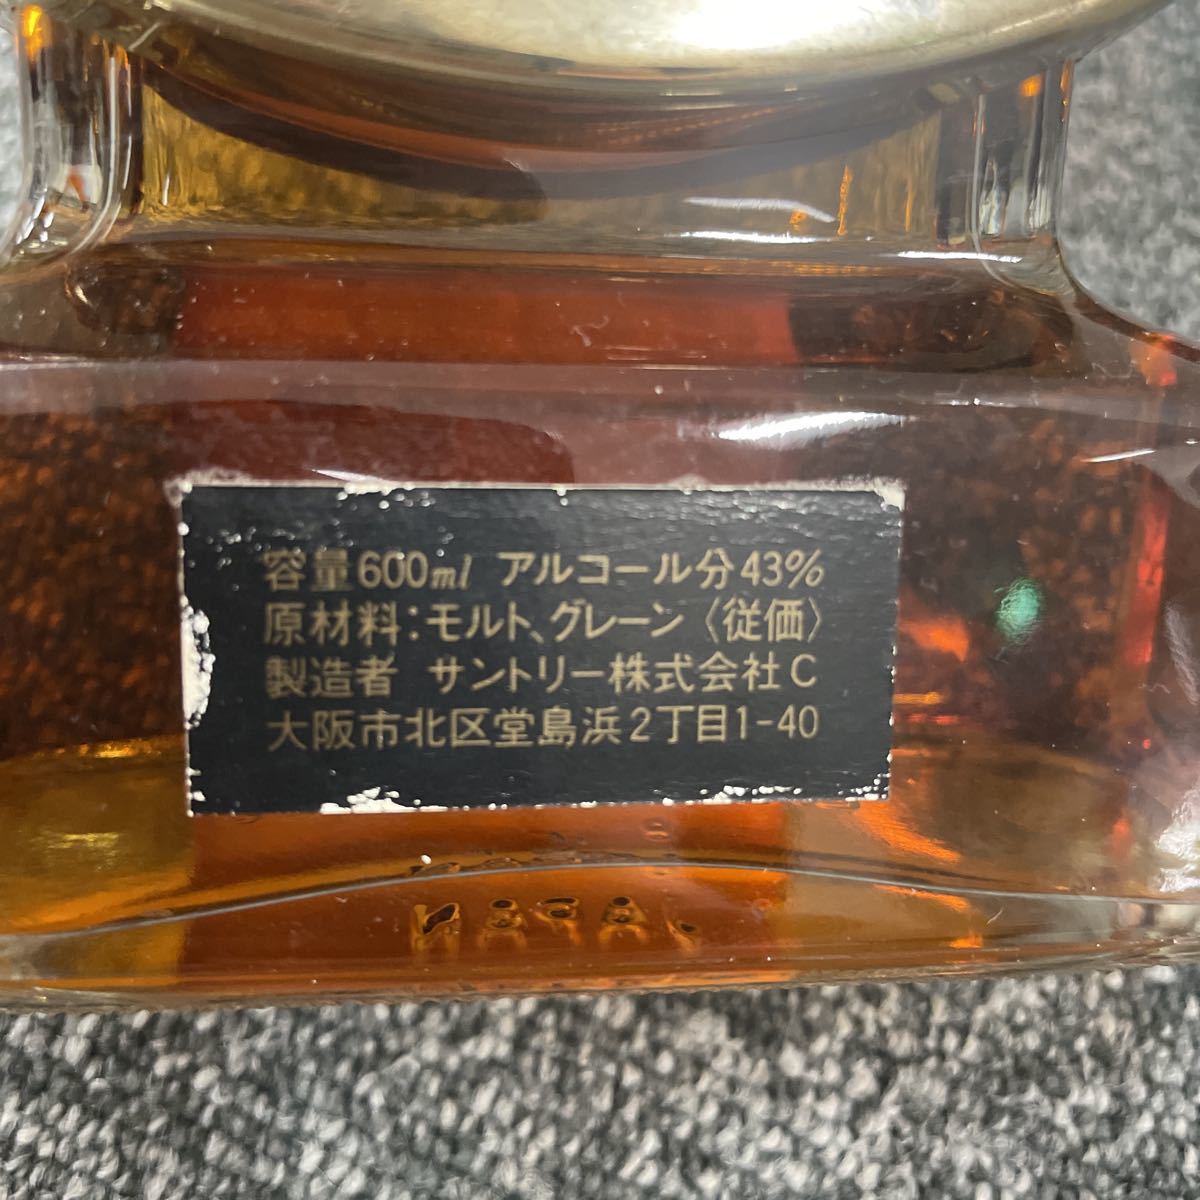 容量600ml アルコール分43%
原材料:モルト、グレーン〈従価〉
製造者 サントリー株式会社C
大阪市北区堂島浜2丁目1-40